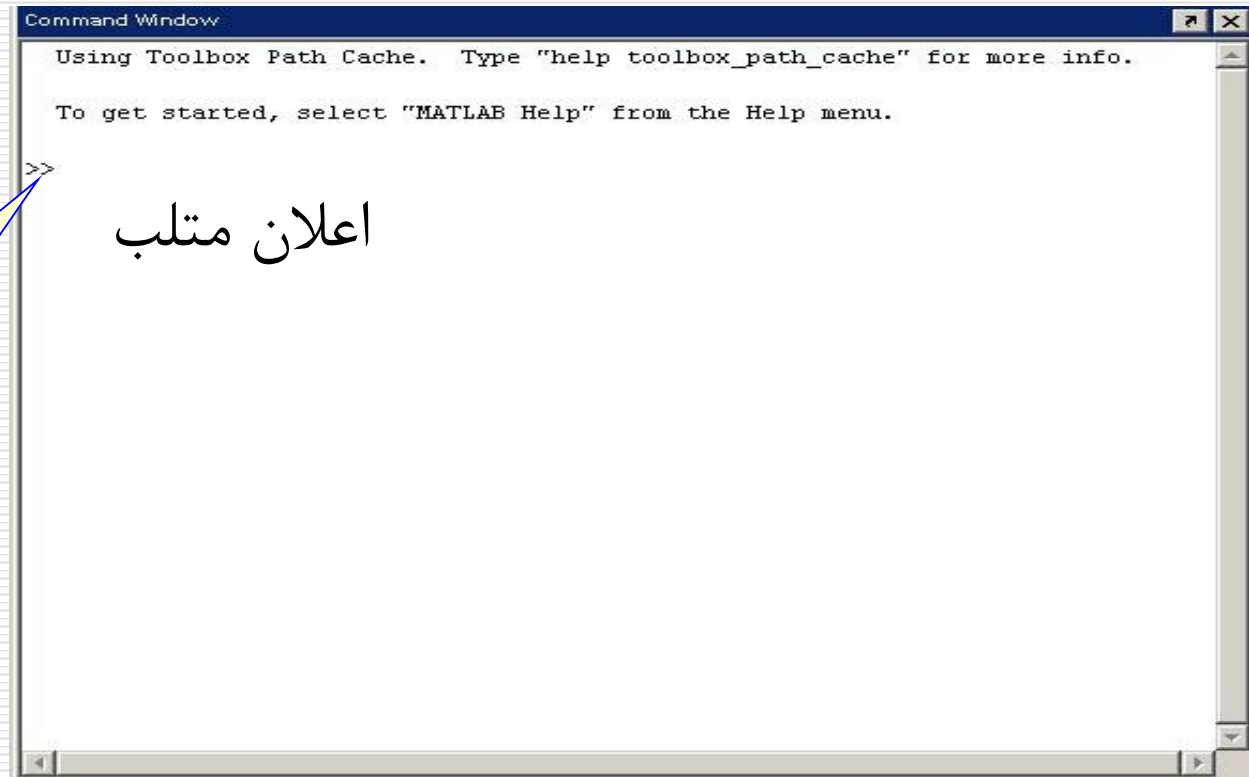 Command Window
Using Toolbox Path Cache. Type "help toolbox_path_cache" for more info.
To get started, select "MATLAB Help" from the Help menu.
>>
اعلان متلب